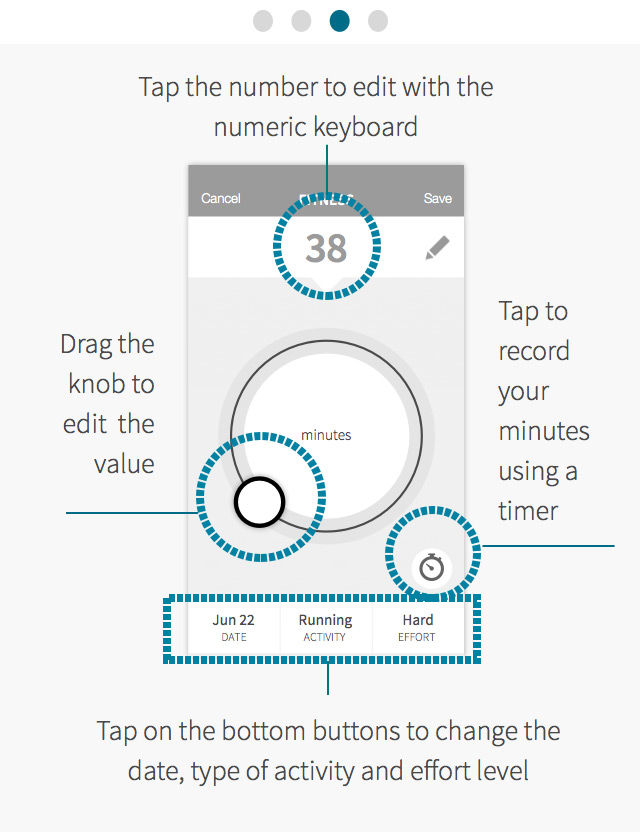 Tap the number to edit with the
numeric keyboard
Cancel
FITNESS
Save
38
Drag the
knob to
edit the
value
Tap to
record
your
minutes
using a
timer
minutes
Jun 22
DATE
Running
ACTIVITY
Hard
EFFORT
Tap on the bottom buttons to change the
date, type of activity and effort level